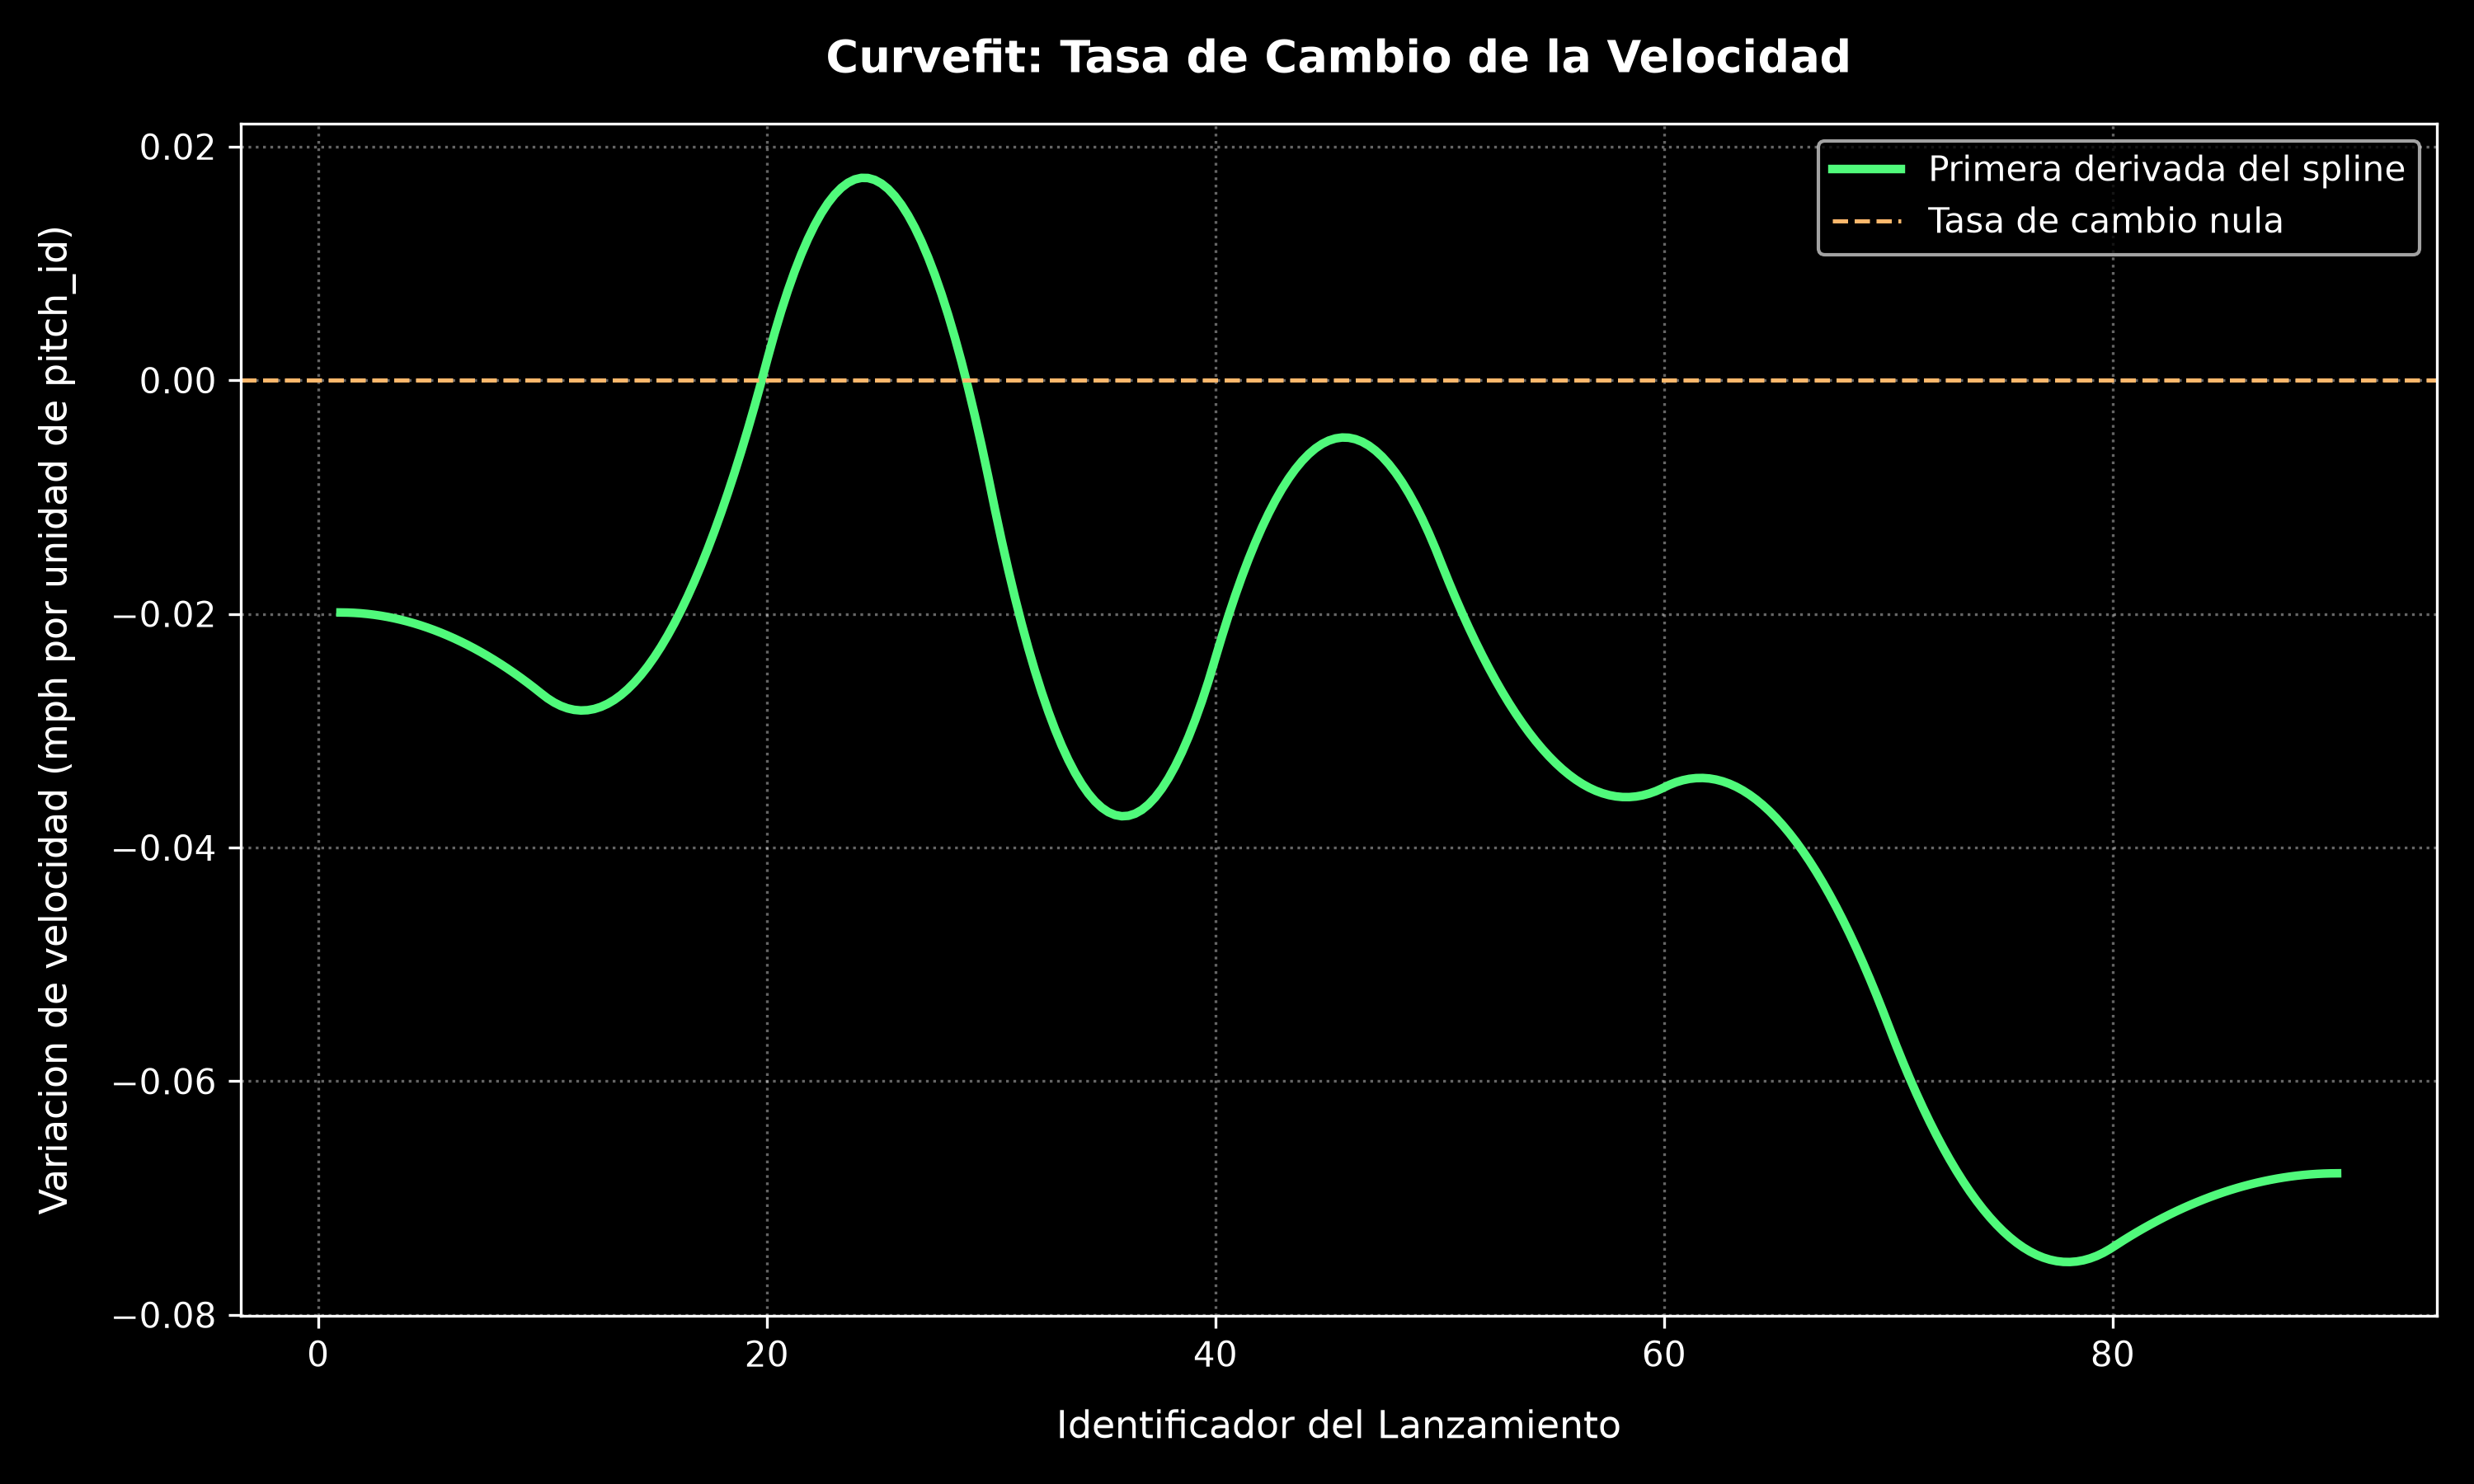 Curvefit: Tasa de Cambio de la Velocidad
Primera derivada del spline
Tasa de cambio nula
Variacion de velocidad (mph por unidad de pitch_id)
0.02
0.00
−0.02
−0.04
−0.06
−0.08
0 20 40 60 80
Identificador del Lanzamiento